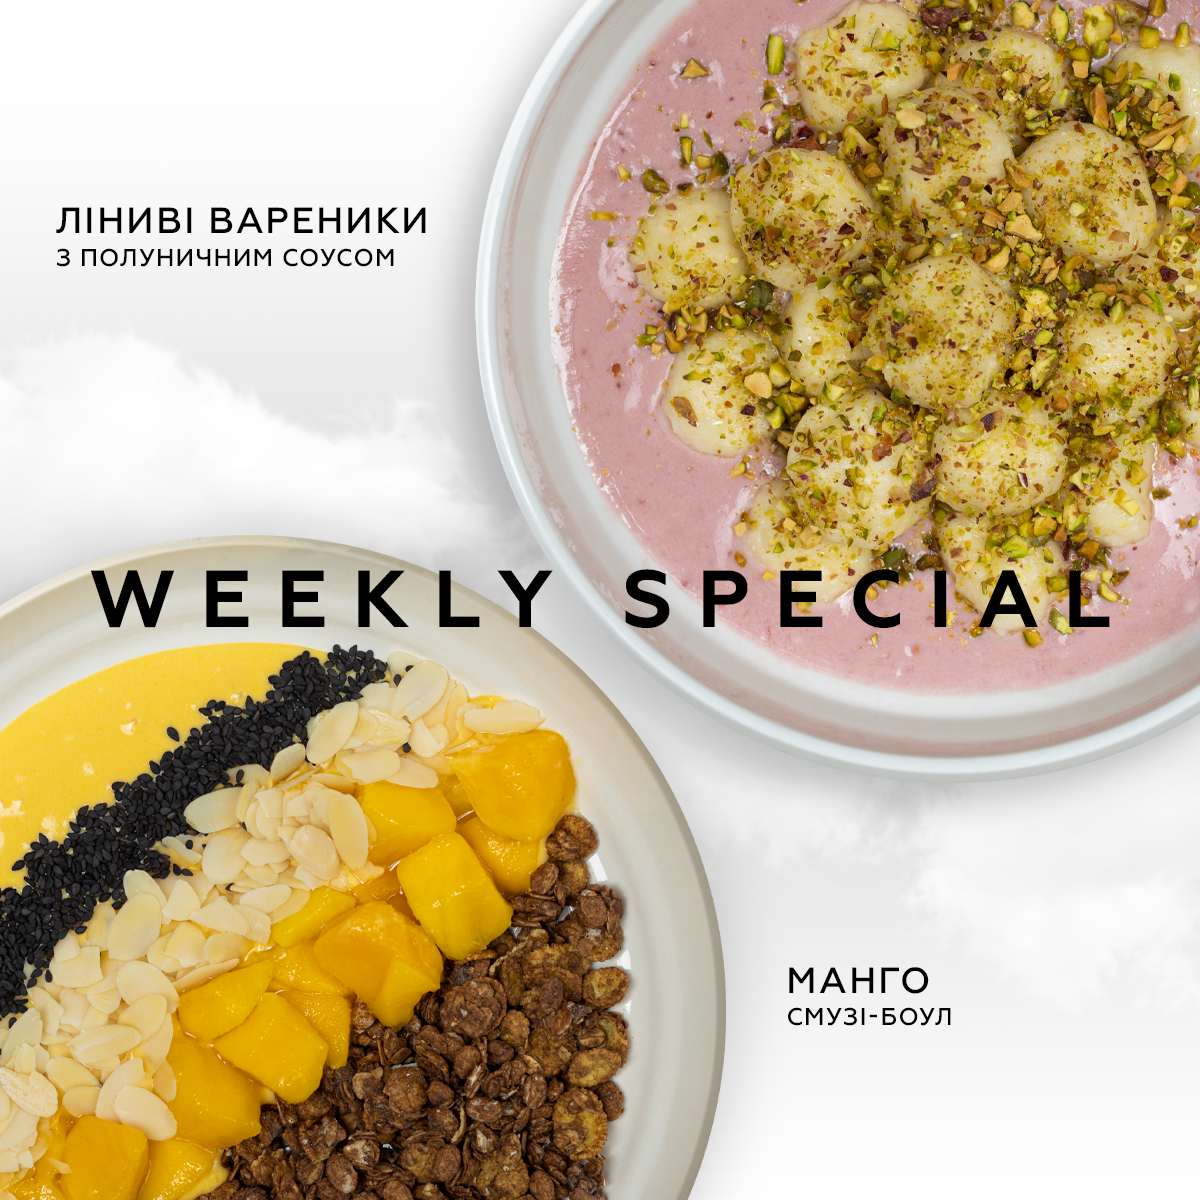 ЛІНИВІ ВАРЕНИКИ
З ПОЛУНИЧНИМ СОУСОМ
WEEKLY SPECIAL
МАНГО
СМУЗІ-БОУЛ